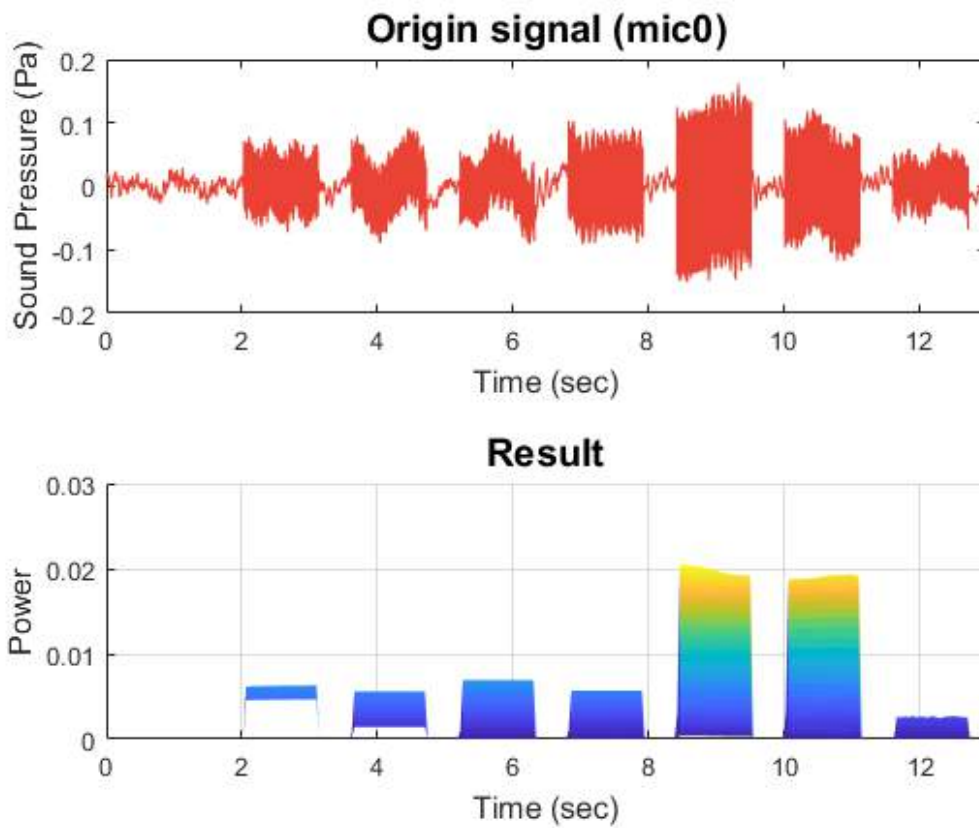 Origin signal (mic0)
Sound Pressure (Pa)
0.2
0.1
0
-0.1
-0.2
0 2 4 6 8 10 12
Time (sec)
Result
Power
0.03
0.02
0.01
0
0 2 4 6 8 10 12
Time (sec)